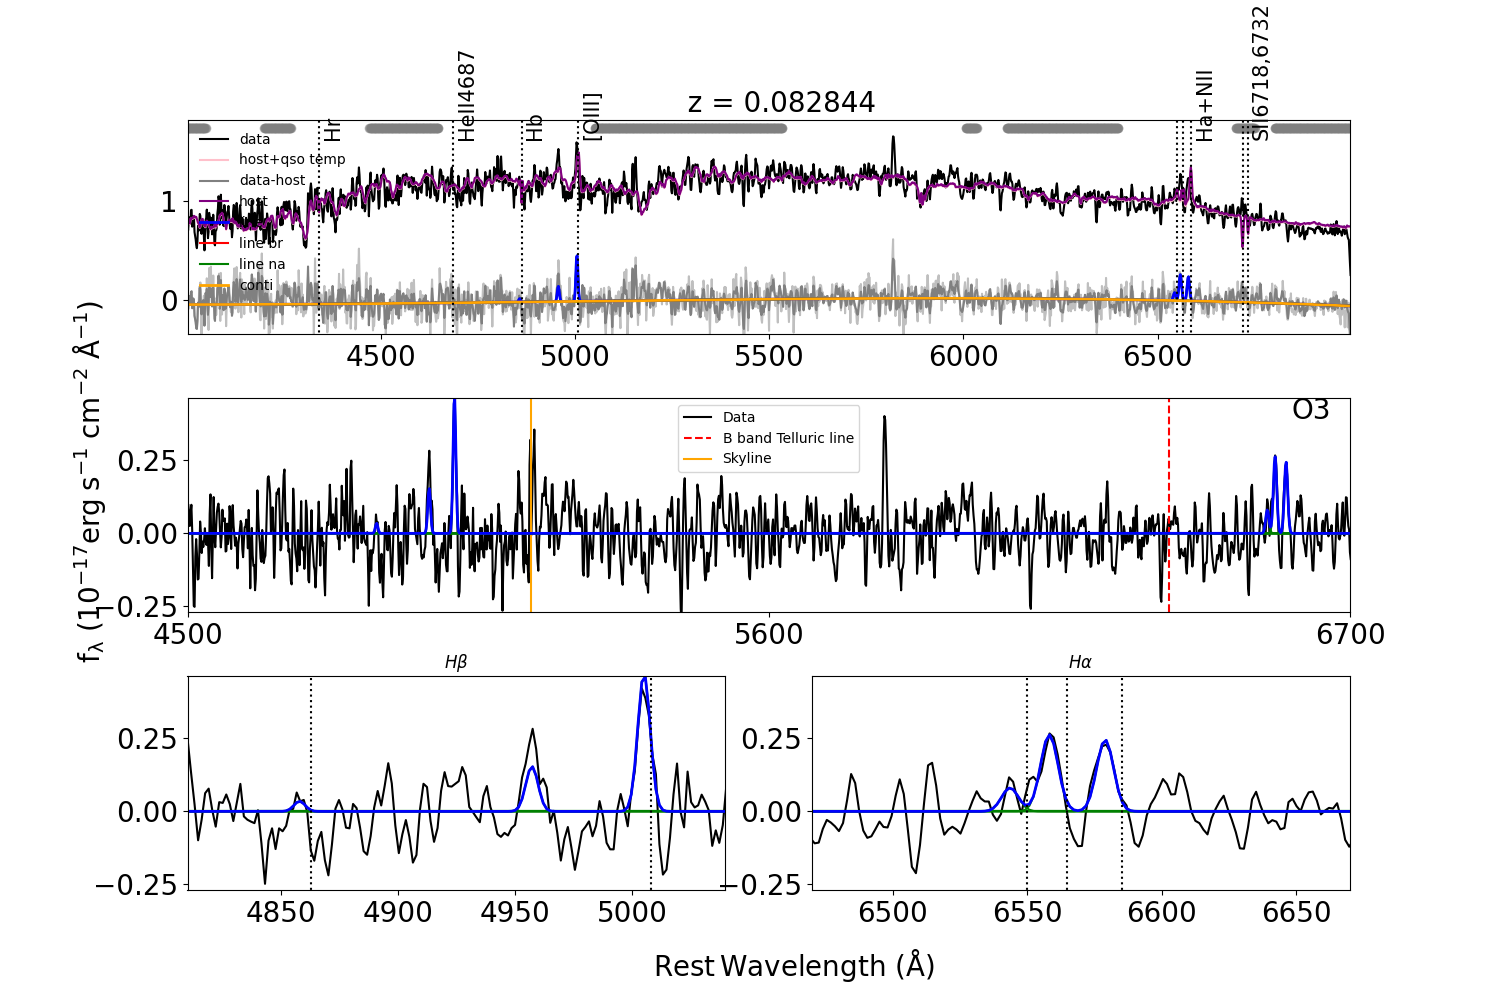 z = 0.082844
Hr
HeII4687
Hb
[OIII]
Ha+NII
SII6718,6732
data
host+qso temp
data-host
host
line br
line na
conti
1
0
4500 5000 5500 6000 6500
f_λ (10^−17 erg s^−1 cm^−2 Å^−1)
O3
Data
B band Telluric line
Skyline
0.25
0.00
−0.25
4500 5600 6700
Hβ
0.25
0.00
−0.25
4850 4900 4950 5000
Hα
0.25
0.00
−0.25
6500 6550 6600 6650
Rest Wavelength (Å)